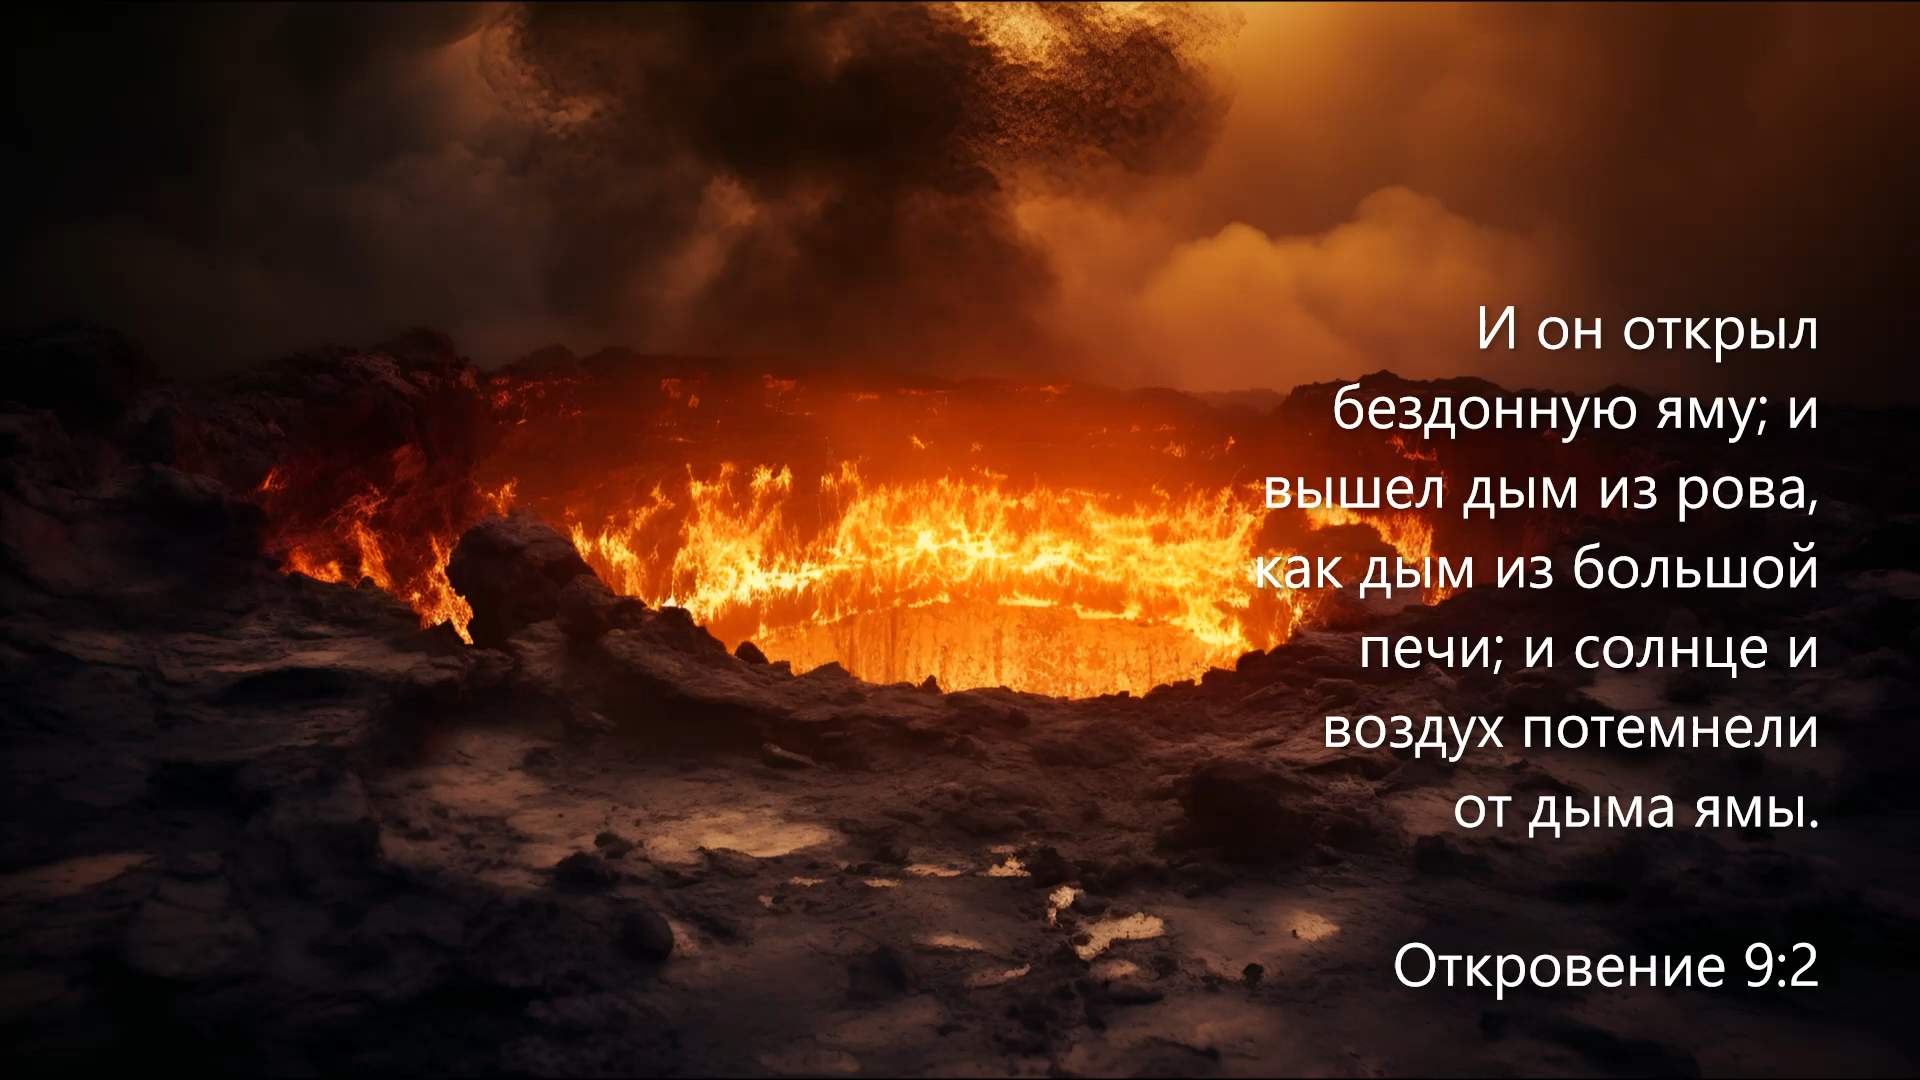 И он открыл
бездонную яму; и
вышел дым из рова,
как дым из большой
печи; и солнце и
воздух потемнели
от дыма ямы.
Откровение 9:2